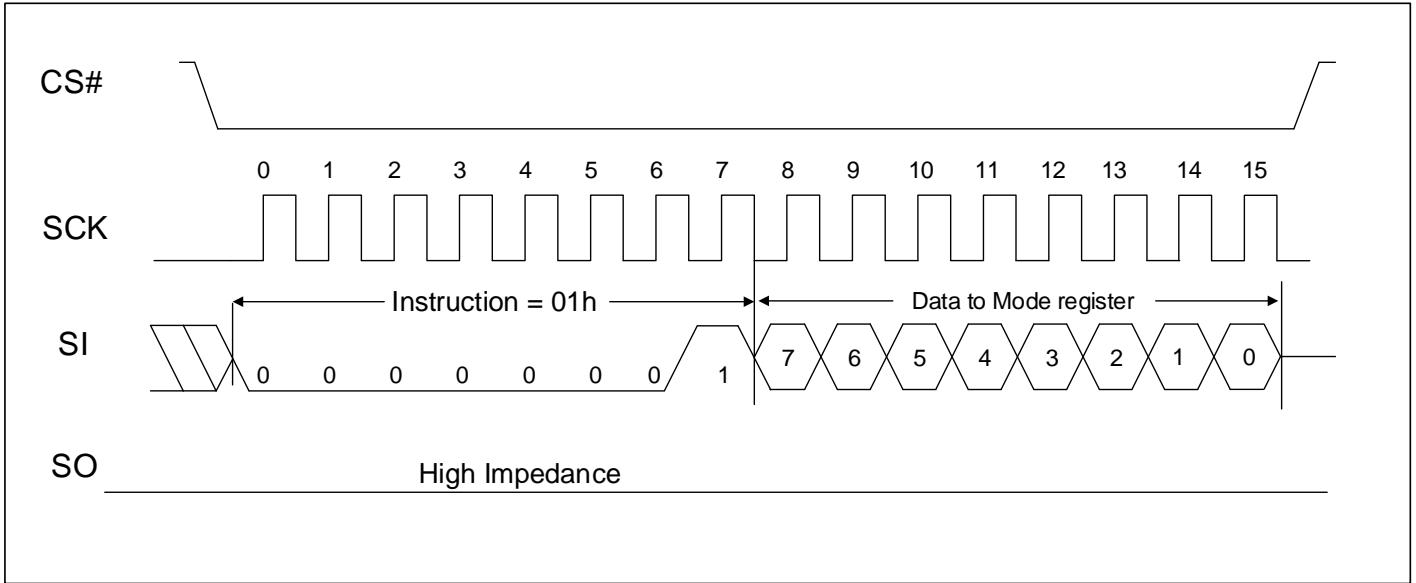 CS#
0 1 2 3 4 5 6 7 8 9 10 11 12 13 14 15
SCK
Instruction = 01h Data to Mode register
SI
0 0 0 0 0 0 0 1 7 6 5 4 3 2 1 0
SO
High Impedance